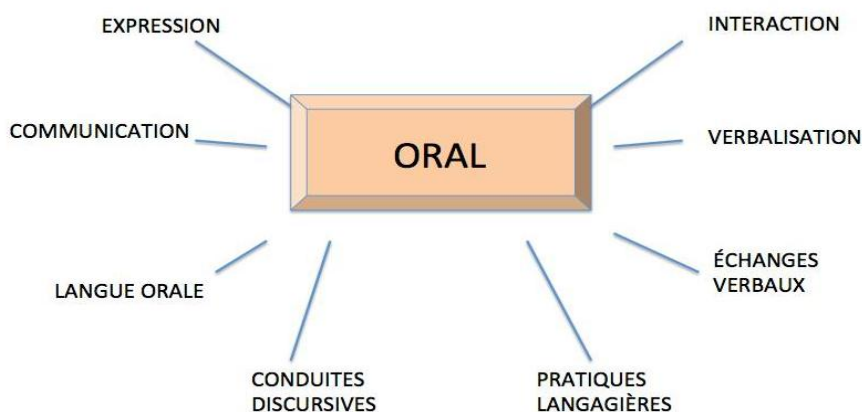 EXPRESSION
INTERACTION
COMMUNICATION
ORAL
VERBALISATION
LANGUE ORALE
ÉCHANGES
VERBAUX
CONDUITES
DISCURSIVES
PRATIQUES
LANGAGIÈRES